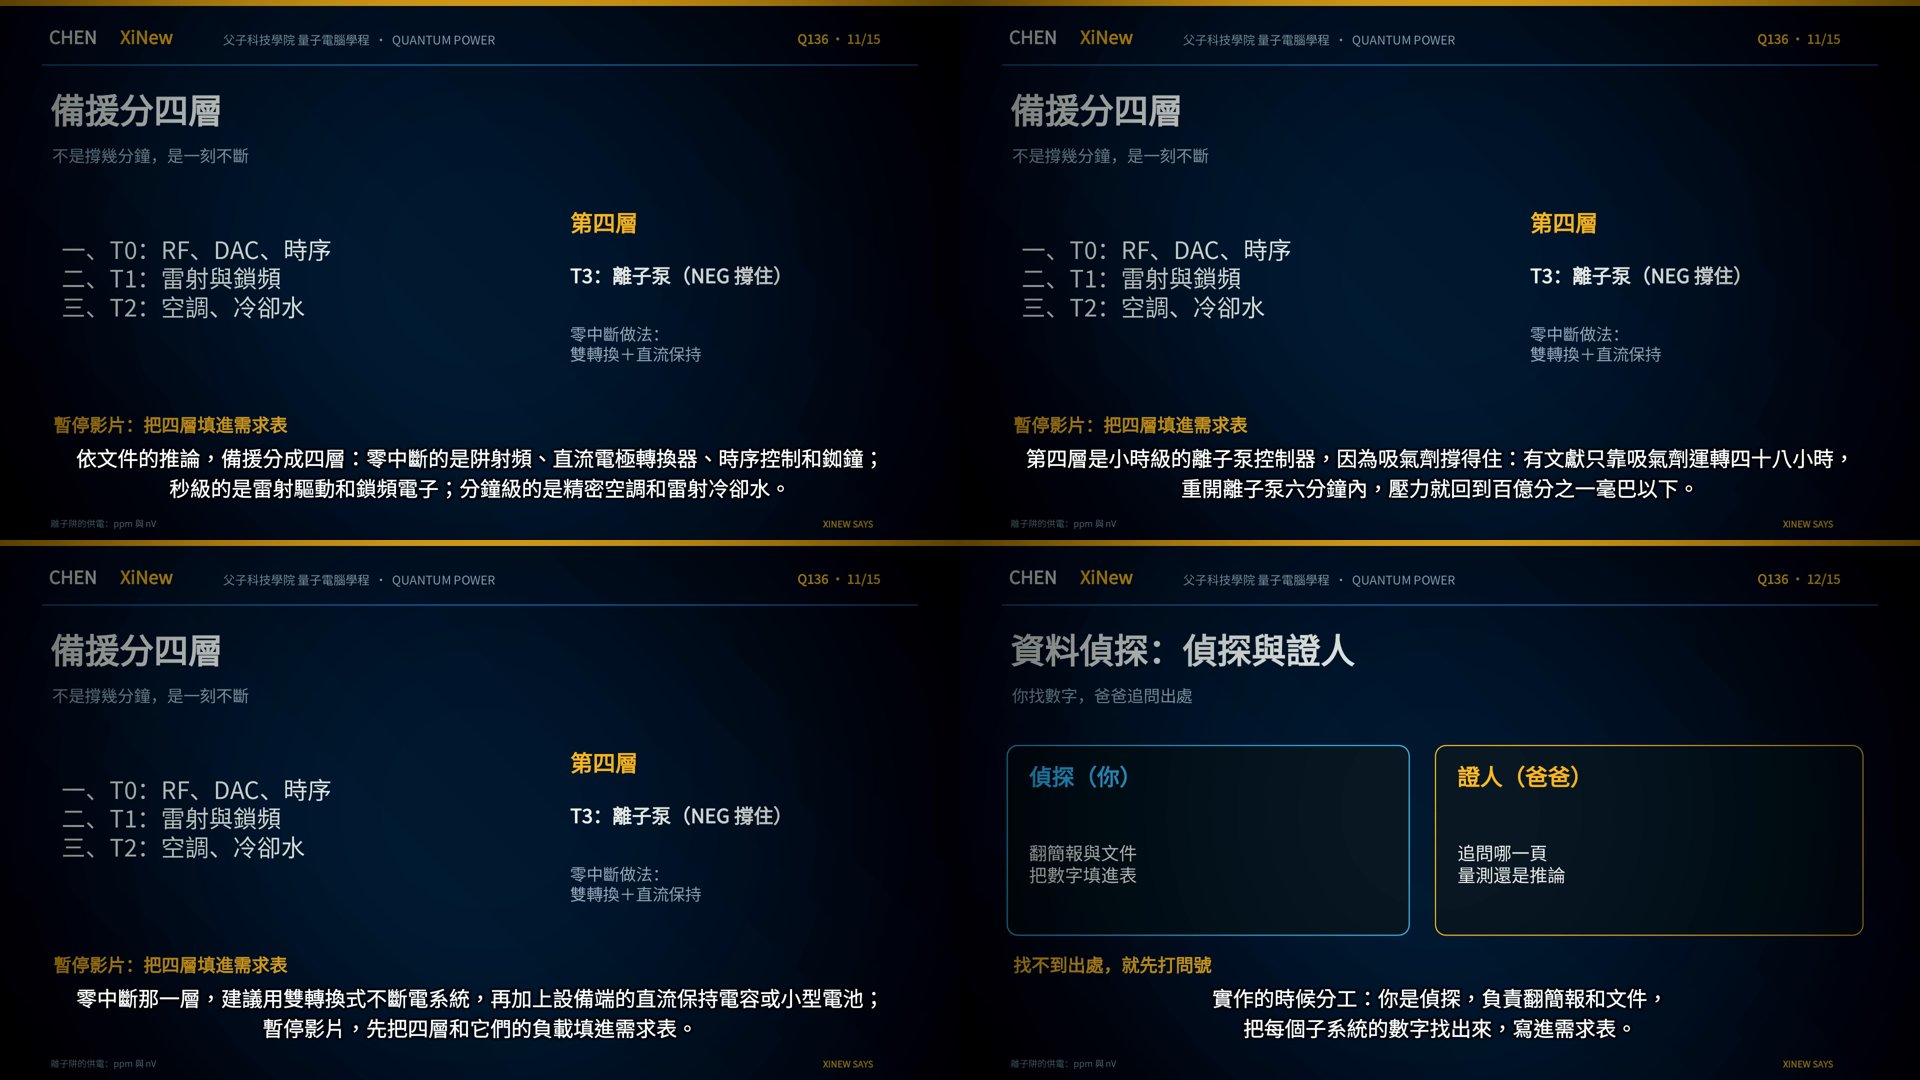 CHEN XiNew 父子科技學院 量子電腦學程 · QUANTUM POWER Q136 · 11/15
備援分四層
不是撐幾分鐘，是一刻不斷
一、T0：RF、DAC、時序
二、T1：雷射與鎖頻
三、T2：空調、冷卻水
第四層
T3：離子泵（NEG 撐住）
零中斷做法：
雙轉換＋直流保持
暫停影片：把四層填進需求表
依文件的推論，備援分成四層：零中斷的是阱射頻、直流電極轉換器、時序控制和銣鐘；
秒級的是雷射驅動和鎖頻電子；分鐘級的是精密空調和雷射冷卻水。
離子阱的供電：ppm 與 nV XINEW SAYS
CHEN XiNew 父子科技學院 量子電腦學程 · QUANTUM POWER Q136 · 11/15
備援分四層
不是撐幾分鐘，是一刻不斷
一、T0：RF、DAC、時序
二、T1：雷射與鎖頻
三、T2：空調、冷卻水
第四層
T3：離子泵（NEG 撐住）
零中斷做法：
雙轉換＋直流保持
暫停影片：把四層填進需求表
第四層是小時級的離子泵控制器，因為吸氣劑撐得住：有文獻只靠吸氣劑運轉四十八小時，
重開離子泵六分鐘內，壓力就回到百億分之一毫巴以下。
離子阱的供電：ppm 與 nV XINEW SAYS
CHEN XiNew 父子科技學院 量子電腦學程 · QUANTUM POWER Q136 · 11/15
備援分四層
不是撐幾分鐘，是一刻不斷
一、T0：RF、DAC、時序
二、T1：雷射與鎖頻
三、T2：空調、冷卻水
第四層
T3：離子泵（NEG 撐住）
零中斷做法：
雙轉換＋直流保持
暫停影片：把四層填進需求表
零中斷那一層，建議用雙轉換式不斷電系統，再加上設備端的直流保持電容或小型電池；
暫停影片，先把四層和它們的負載填進需求表。
離子阱的供電：ppm 與 nV XINEW SAYS
CHEN XiNew 父子科技學院 量子電腦學程 · QUANTUM POWER Q136 · 12/15
資料偵探：偵探與證人
你找數字，爸爸追問出處
偵探（你）
翻簡報與文件
把數字填進表
證人（爸爸）
追問哪一頁
量測還是推論
找不到出處，就先打問號
實作的時候分工：你是偵探，負責翻簡報和文件，
把每個子系統的數字找出來，寫進需求表。
離子阱的供電：ppm 與 nV XINEW SAYS